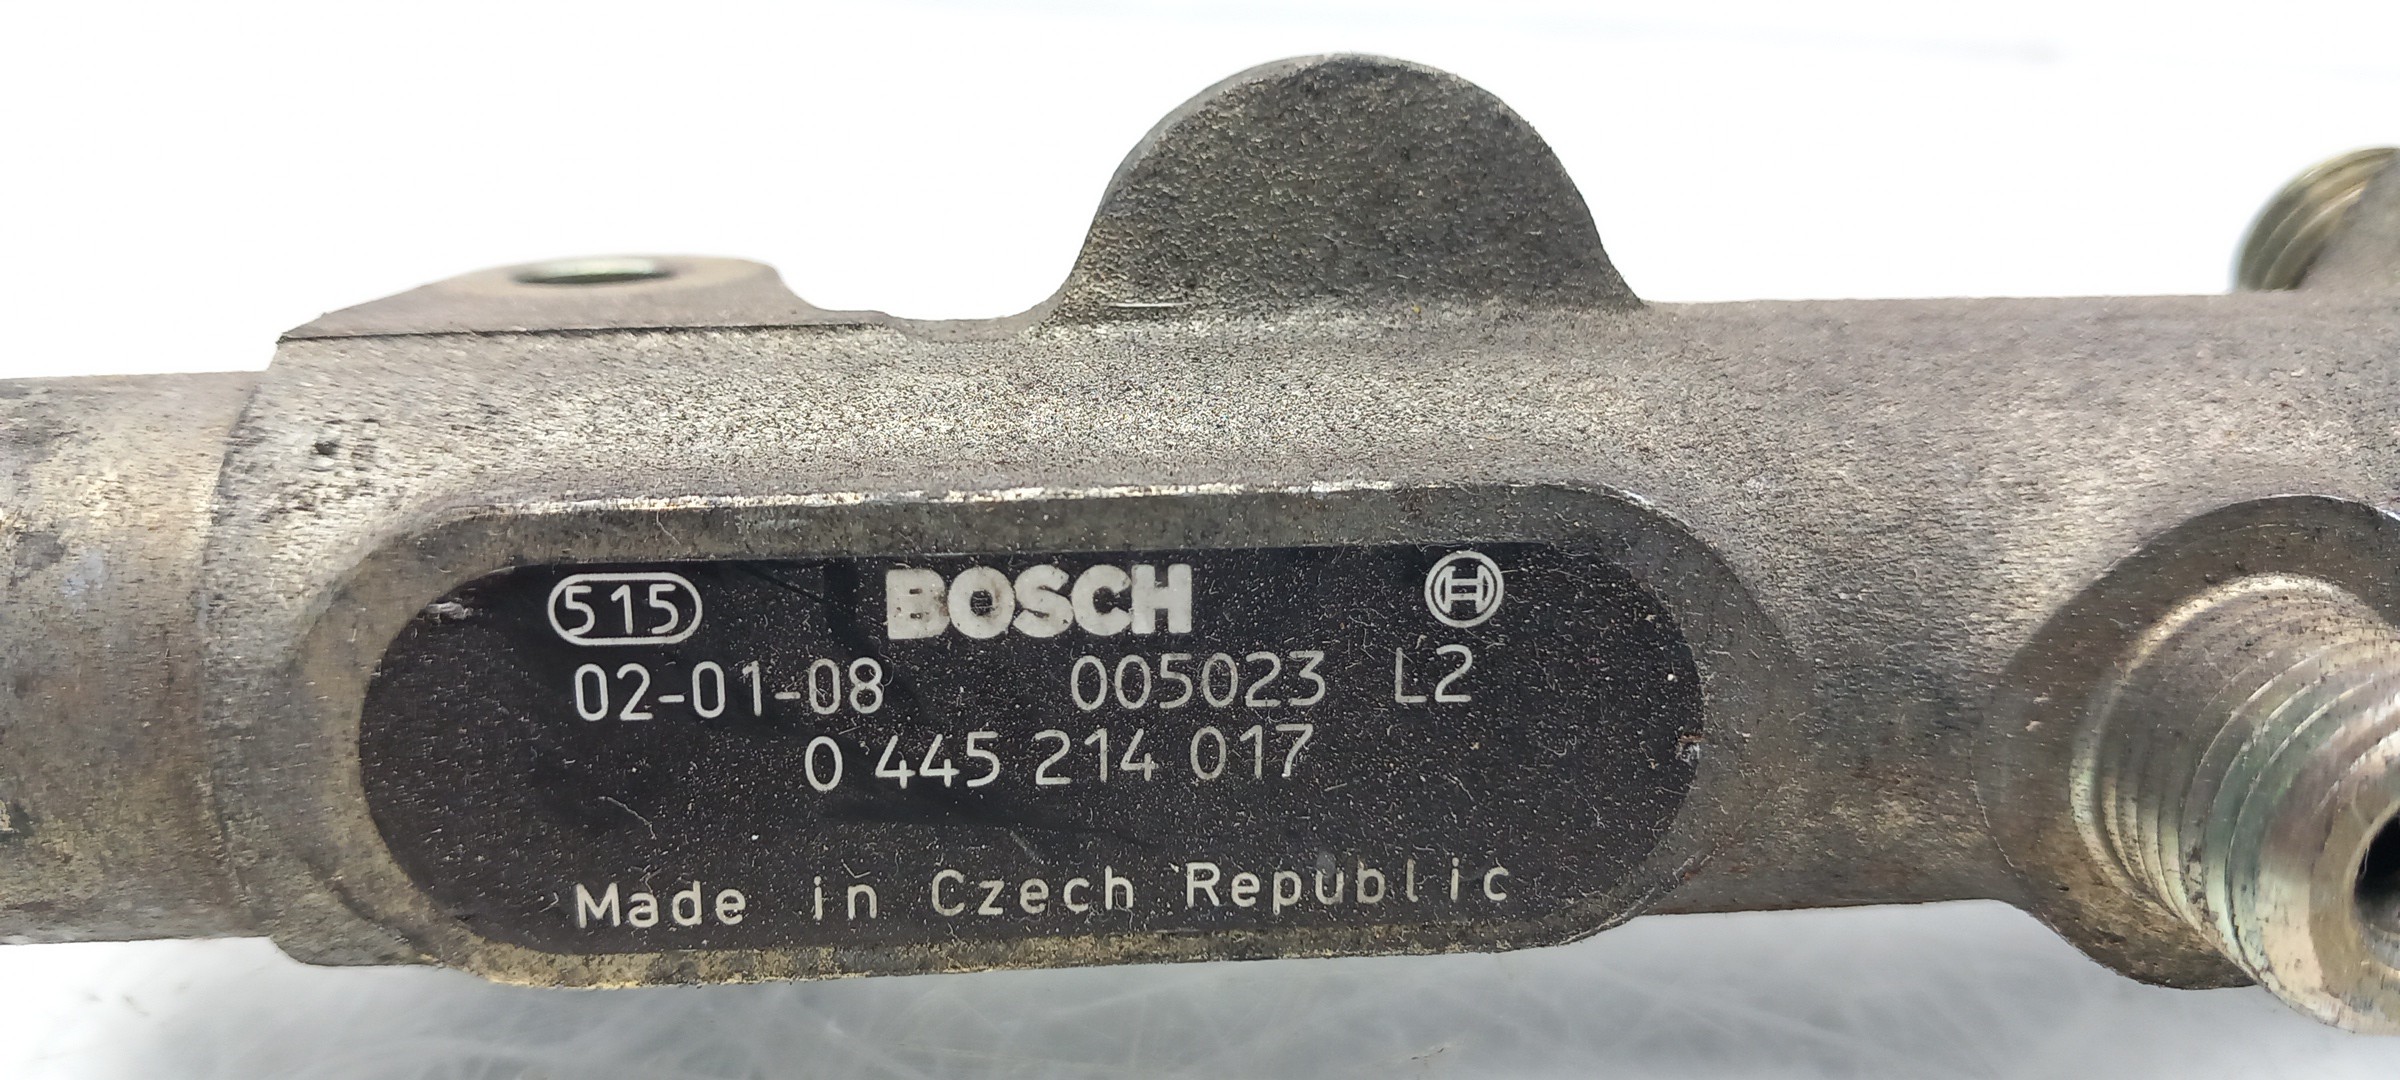 515 BOSCH
02-01-08 005023 L2
0 445 214 017
Made in Czech Republic